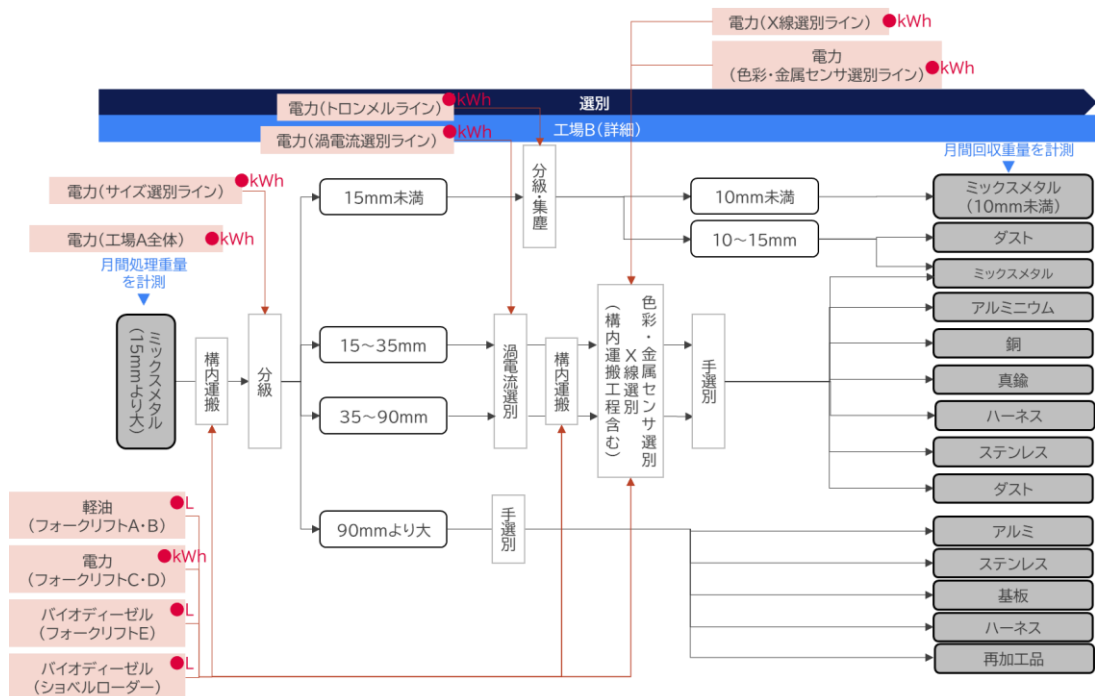 電力(X線選別ライン)
●kWh
電力
(色彩・金属センサ選別ライン)
●kWh
選別
工場B(詳細)
電力(トロンメルライン)
●kWh
電力(渦電流選別ライン)
●kWh
電力(サイズ選別ライン)
●kWh
電力(工場A全体)
●kWh
月間処理重量
を計測
月間回収重量を計測
ミックスメタル
(15mmより大)
構内運搬
分級
15mm未満
15~35mm
35~90mm
90mmより大
分級・集塵
渦電流選別
手選別
構内運搬
色彩・金属センサ選別
X線選別
(構内運搬工程含む)
手選別
10mm未満
10~15mm
ミックスメタル
(10mm未満)
ダスト
ミックスメタル
アルミニウム
銅
真鍮
ハーネス
ステンレス
ダスト
アルミ
ステンレス
基板
ハーネス
再加工品
軽油
(フォークリフトA・B)
●L
電力
(フォークリフトC・D)
●kWh
バイオディーゼル
(フォークリフトE)
●L
バイオディーゼル
(ショベルローダー)
●L